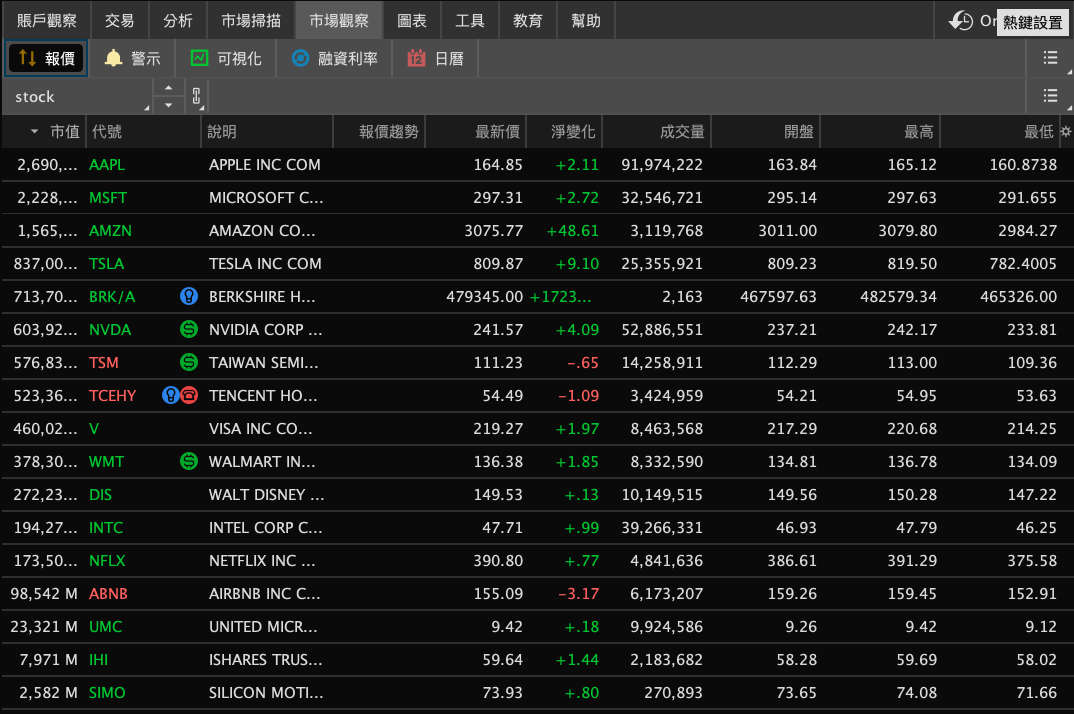 賬戶觀察 交易 分析 市場掃描 市場觀察 圖表 工具 教育 幫助 Or 熱鍵設置
報價 警示 可視化 融資利率 12 日曆
stock
市值 代號 說明 報價趨勢 最新價 淨變化 成交量 開盤 最高 最低
2,690,... AAPL APPLE INC COM 164.85 +2.11 91,974,222 163.84 165.12 160.8738
2,228,... MSFT MICROSOFT C... 297.31 +2.72 32,546,721 295.14 297.63 291.655
1,565,... AMZN AMAZON CO... 3075.77 +48.61 3,119,768 3011.00 3079.80 2984.27
837,00... TSLA TESLA INC COM 809.87 +9.10 25,355,921 809.23 819.50 782.4005
713,70... BRK/A BERKSHIRE H... 479345.00 +1723... 2,163 467597.63 482579.34 465326.00
603,92... NVDA NVIDIA CORP ... 241.57 +4.09 52,886,551 237.21 242.17 233.81
576,83... TSM TAIWAN SEMI... 111.23 -.65 14,258,911 112.29 113.00 109.36
523,36... TCEHY TENCENT HO... 54.49 -1.09 3,424,959 54.21 54.95 53.63
460,02... V VISA INC CO... 219.27 +1.97 8,463,568 217.29 220.68 214.25
378,30... WMT WALMART IN... 136.38 +1.85 8,332,590 134.81 136.78 134.09
272,23... DIS WALT DISNEY ... 149.53 +.13 10,149,515 149.56 150.28 147.22
194,27... INTC INTEL CORP C... 47.71 +.99 39,266,331 46.93 47.79 46.25
173,50... NFLX NETFLIX INC ... 390.80 +.77 4,841,636 386.61 391.29 375.58
98,542 M ABNB AIRBNB INC C... 155.09 -3.17 6,173,207 159.26 159.45 152.91
23,321 M UMC UNITED MICR... 9.42 +.18 9,924,586 9.26 9.42 9.12
7,971 M IHI ISHARES TRUS... 59.64 +1.44 2,183,682 58.28 59.69 58.02
2,582 M SIMO SILICON MOTI... 73.93 +.80 270,893 73.65 74.08 71.66